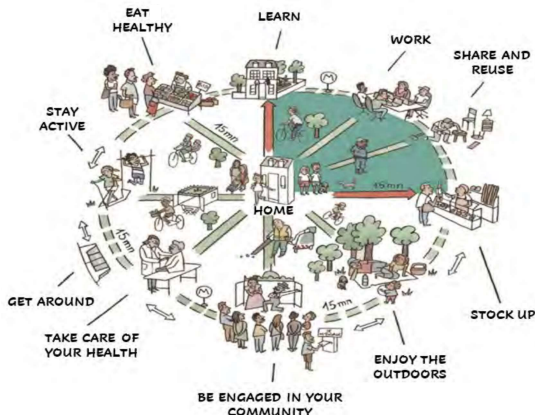 EAT
HEALTHY
LEARN
WORK
SHARE AND
REUSE
STAY
ACTIVE
M
15mn
15mn
HOME
15mn
GET AROUND
M
15mn
STOCK UP
TAKE CARE OF
YOUR HEALTH
ENJOY THE
OUTDOORS
BE ENGAGED IN YOUR
COMMUNITY